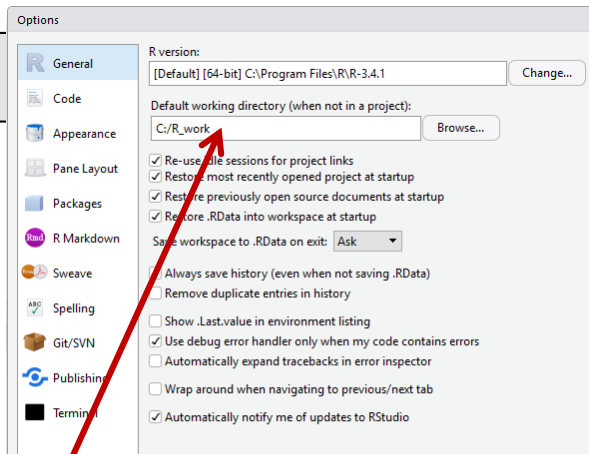 Options
General
Code
Appearance
Pane Layout
Packages
Rmd R Markdown
Sweave
ABC Spelling
Git/SVN
Publishing
Terminal
R version:
[Default] [64-bit] C:\Program Files\R\R-3.4.1 Change...
Default working directory (when not in a project):
C:/R_work Browse...
Re-use idle sessions for project links
Restore most recently opened project at startup
Restore previously open source documents at startup
Restore .RData into workspace at startup
Save workspace to .RData on exit: Ask
Always save history (even when not saving .RData)
Remove duplicate entries in history
Show .Last.value in environment listing
Use debug error handler only when my code contains errors
Automatically expand tracebacks in error inspector
Wrap around when navigating to previous/next tab
Automatically notify me of updates to RStudio